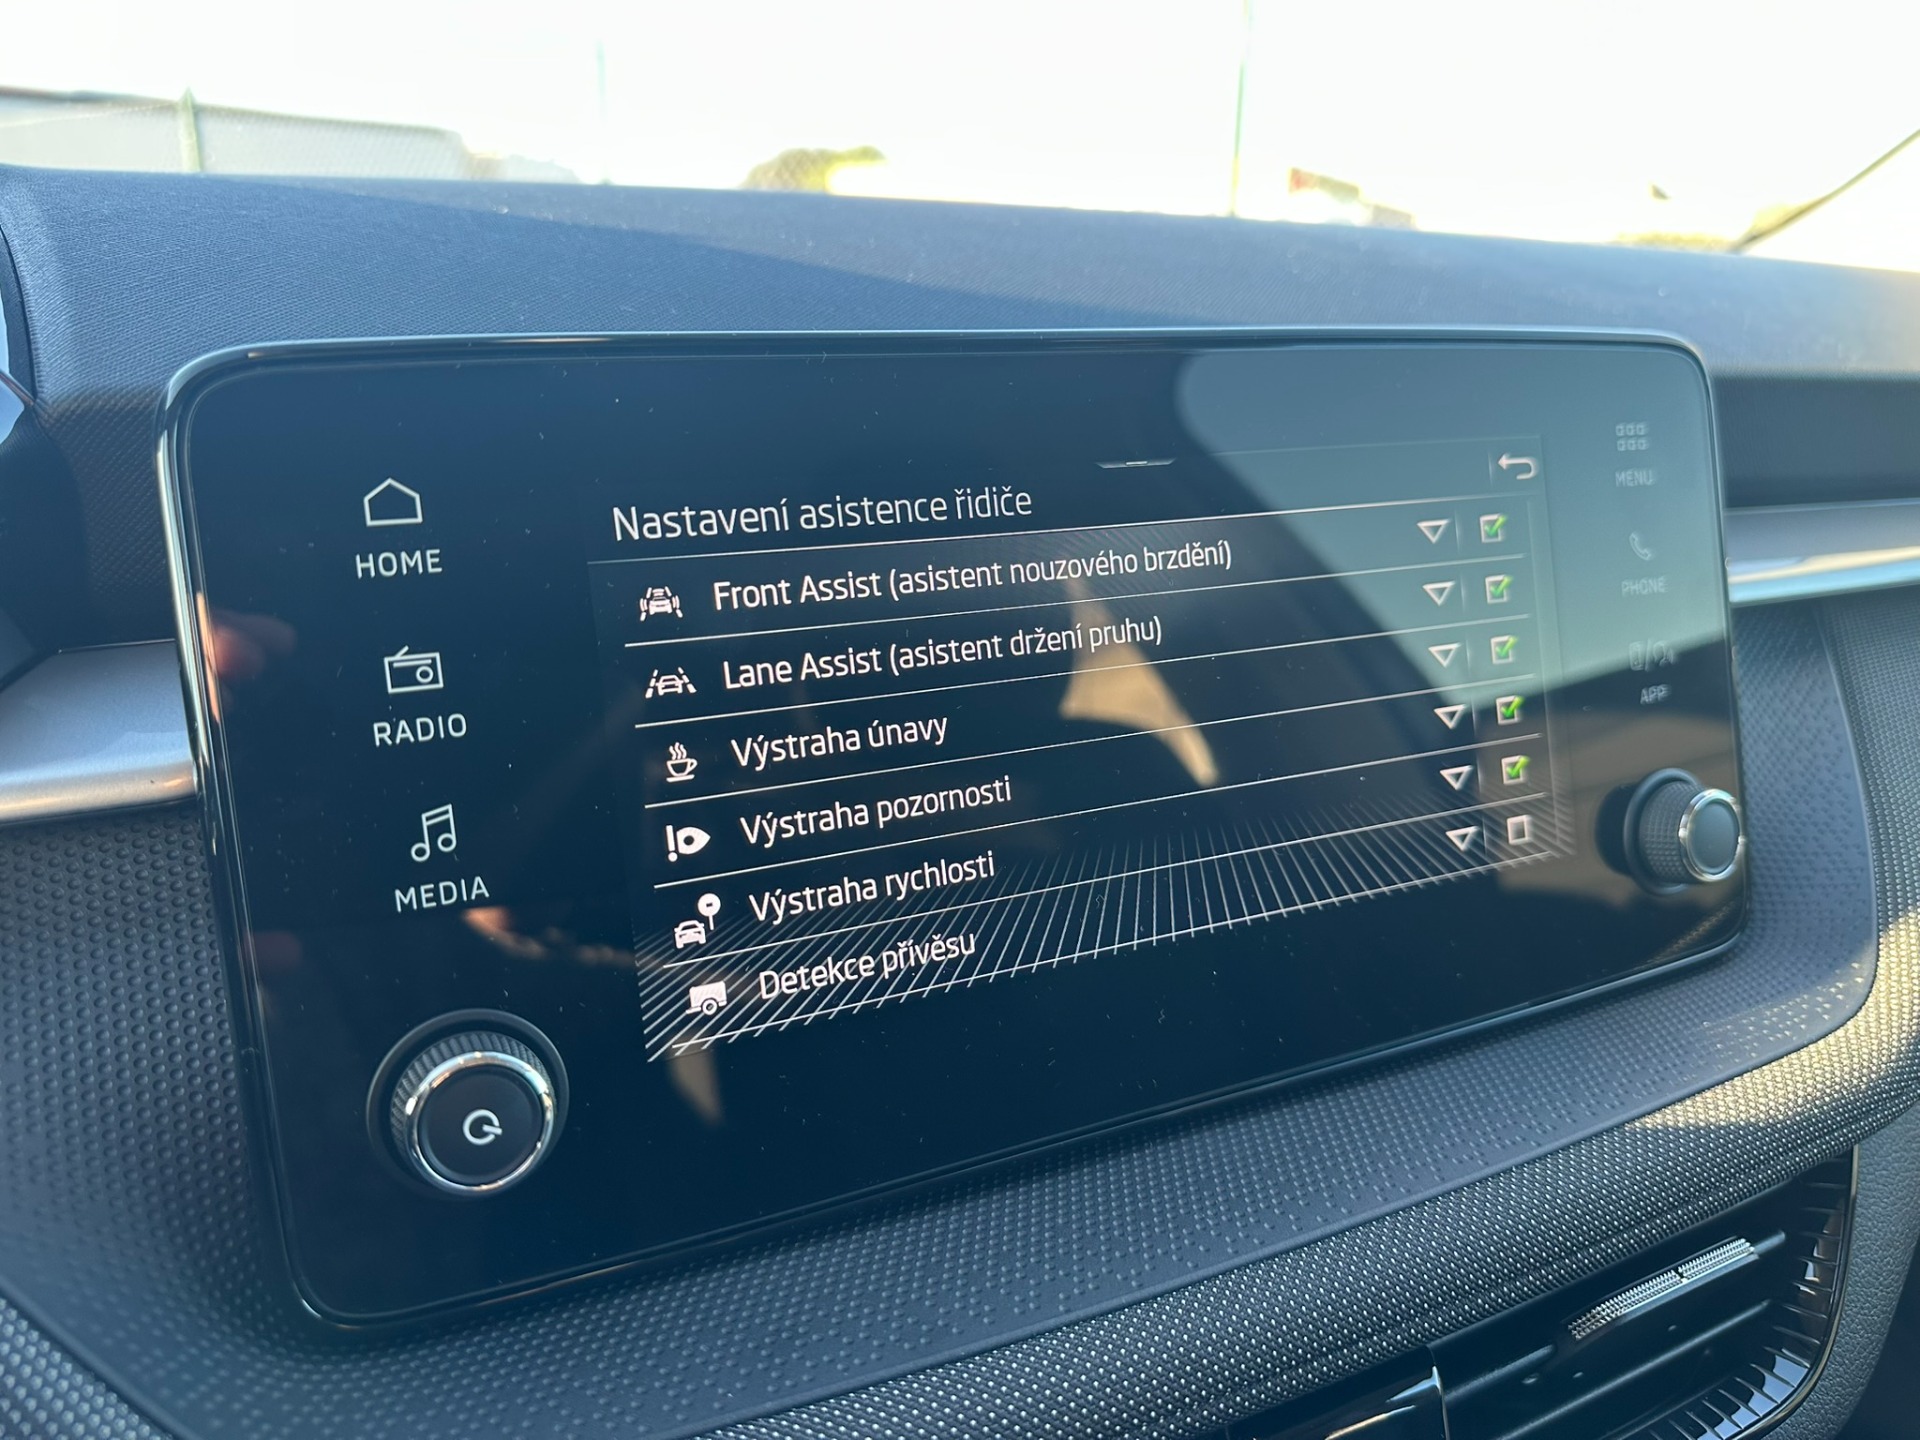 HOME
RADIO
MEDIA
Nastavení asistence řidiče
Front Assist (asistent nouzového brzdění)
Lane Assist (asistent držení pruhu)
Výstraha únavy
Výstraha pozornosti
Výstraha rychlosti
Detekce přívěsu
MENU
PHONE
APP